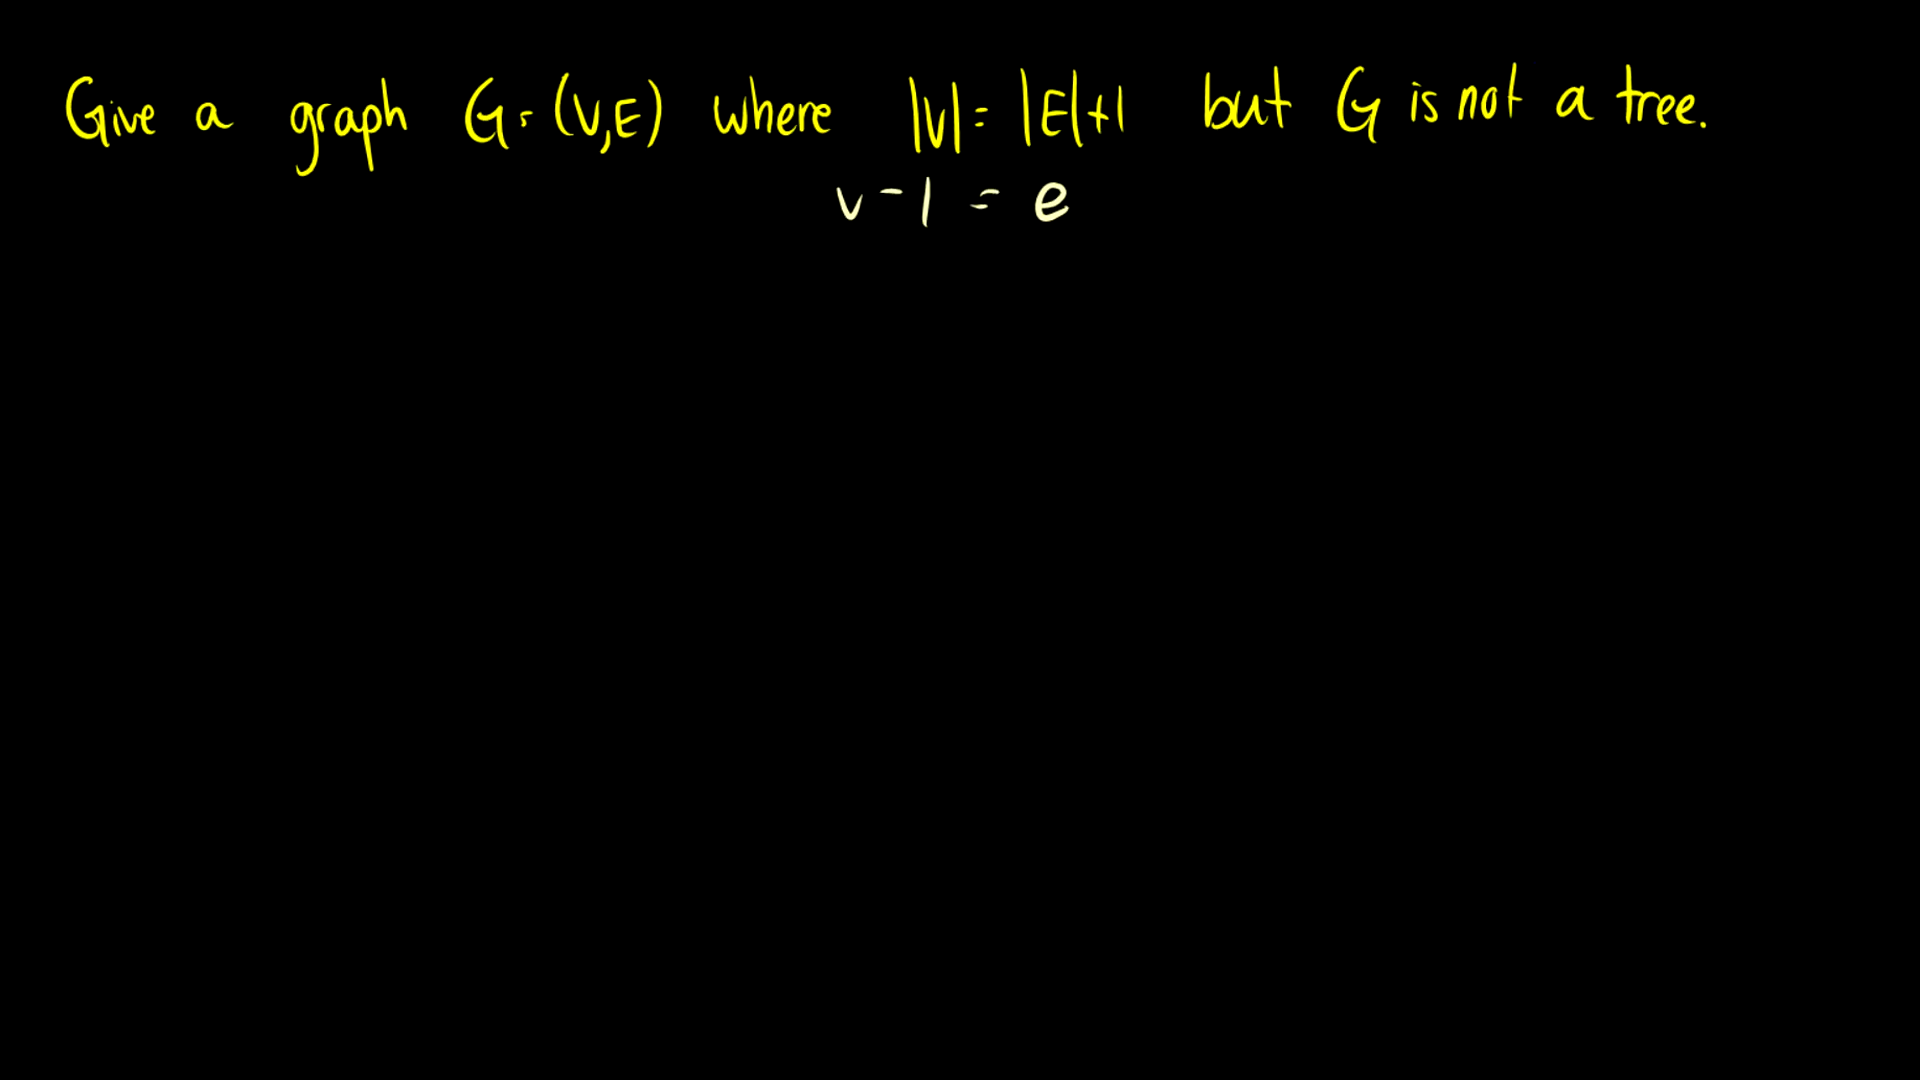 Give a graph G = (V,E) where |V| = |E|+1 but G is not a tree.
v - 1 = e